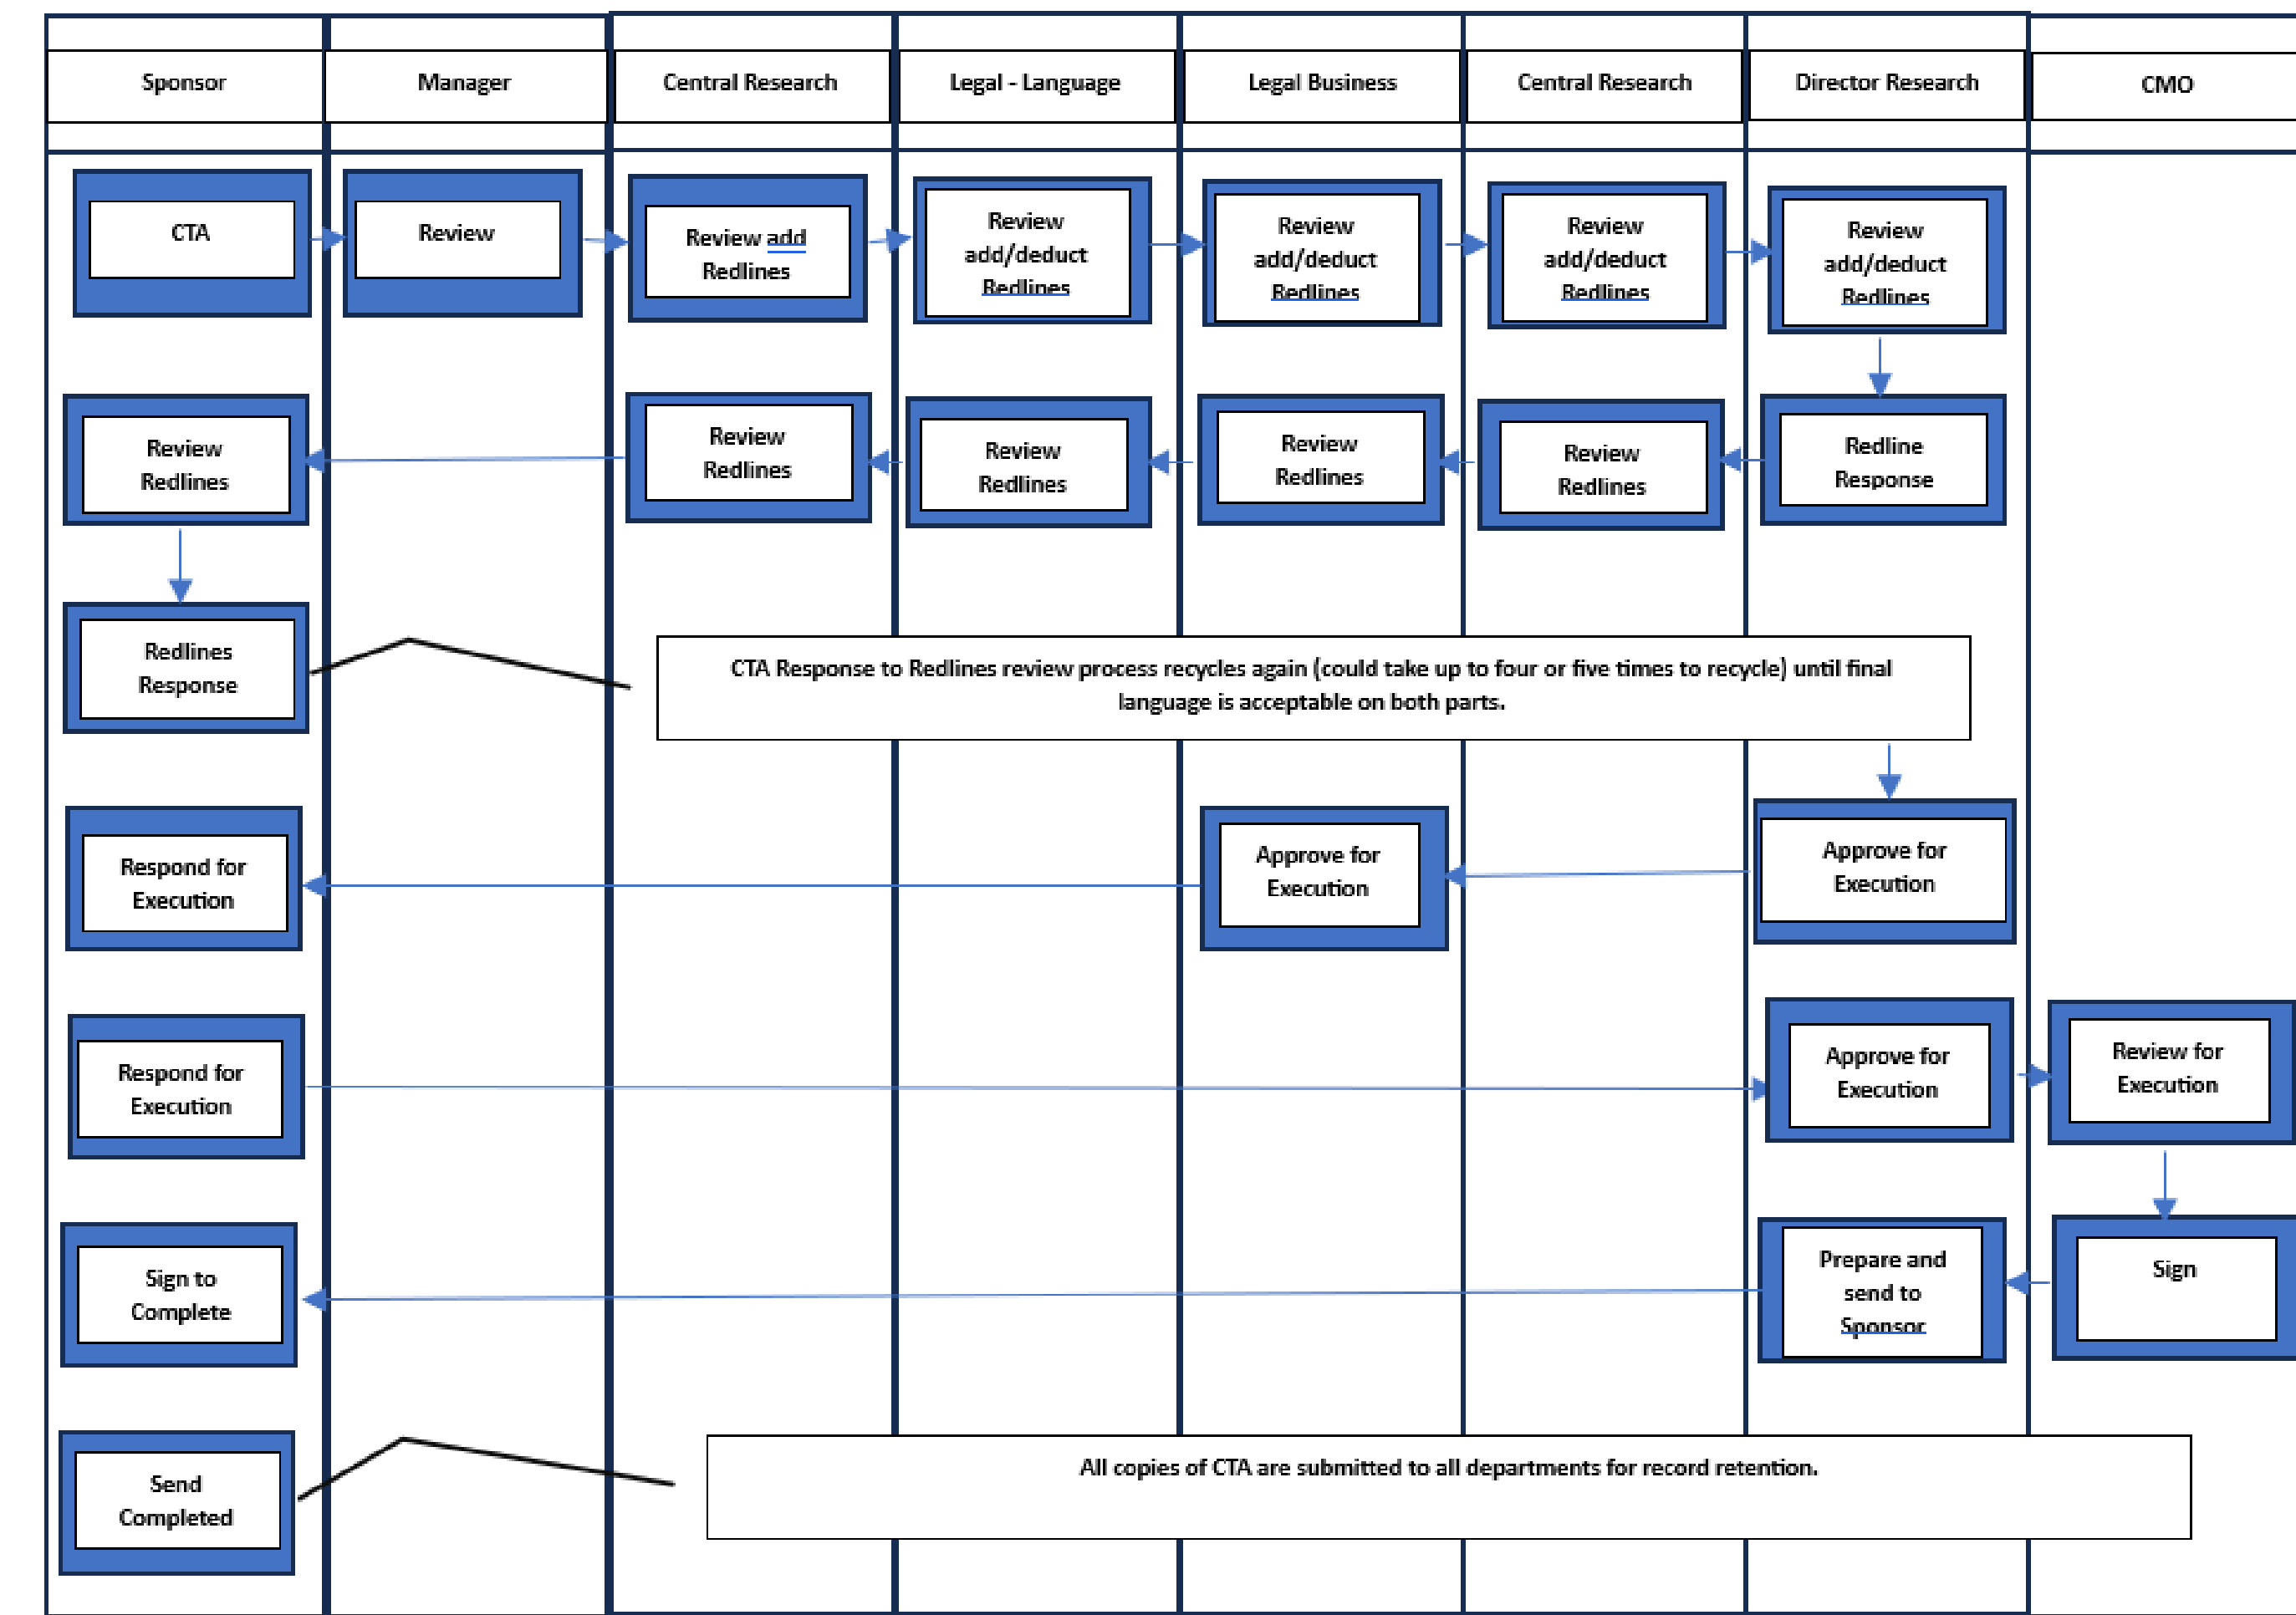 Sponsor
Manager
Central Research
Legal - Language
Legal Business
Central Research
Director Research
CMO
CTA
Review
Review add
Redlines
Review
add/deduct
Redlines
Review
add/deduct
Redlines
Review
add/deduct
Redlines
Review
add/deduct
Redlines
Review
Redlines
Review
Redlines
Review
Redlines
Review
Redlines
Review
Redlines
Redline
Response
Redlines
Response
CTA Response to Redlines review process recycles again (could take up to four or five times to recycle) until final
language is acceptable on both parts.
Respond for
Execution
Approve for
Execution
Approve for
Execution
Respond for
Execution
Approve for
Execution
Review for
Execution
Sign to
Complete
Prepare and
send to
Sponsor
Sign
Send
Completed
All copies of CTA are submitted to all departments for record retention.